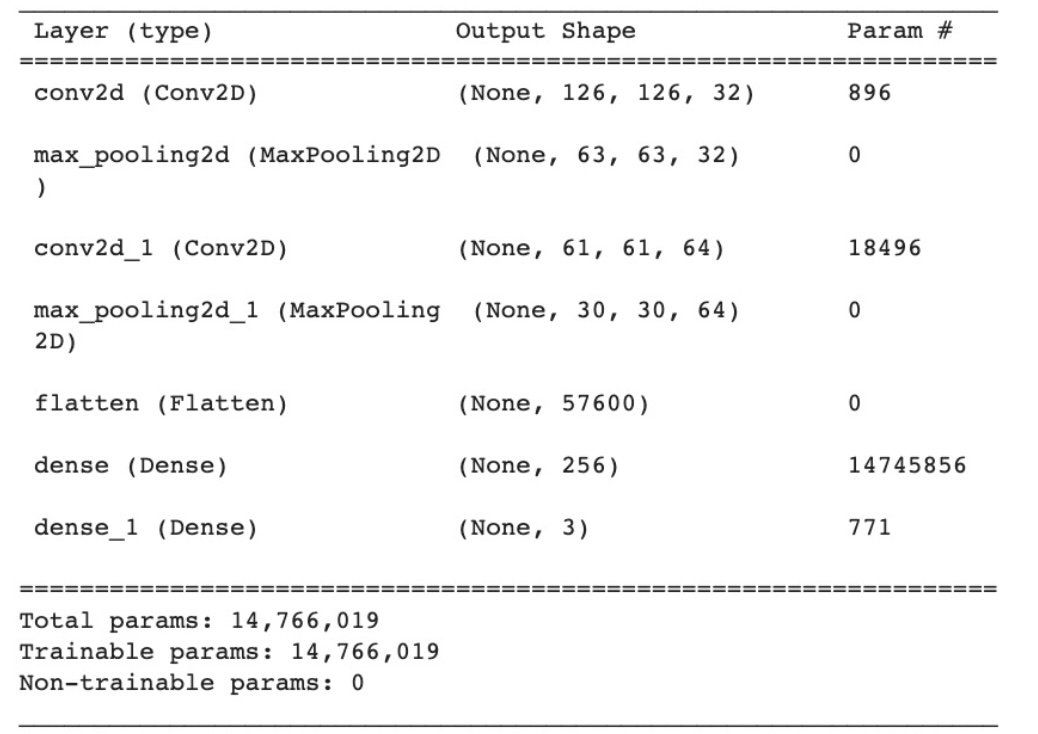 Layer (type) Output Shape Param #
conv2d (Conv2D) (None, 126, 126, 32) 896
max_pooling2d (MaxPooling2D (None, 63, 63, 32) 0
)
conv2d_1 (Conv2D) (None, 61, 61, 64) 18496
max_pooling2d_1 (MaxPooling (None, 30, 30, 64) 0
2D)
flatten (Flatten) (None, 57600) 0
dense (Dense) (None, 256) 14745856
dense_1 (Dense) (None, 3) 771
Total params: 14,766,019
Trainable params: 14,766,019
Non-trainable params: 0